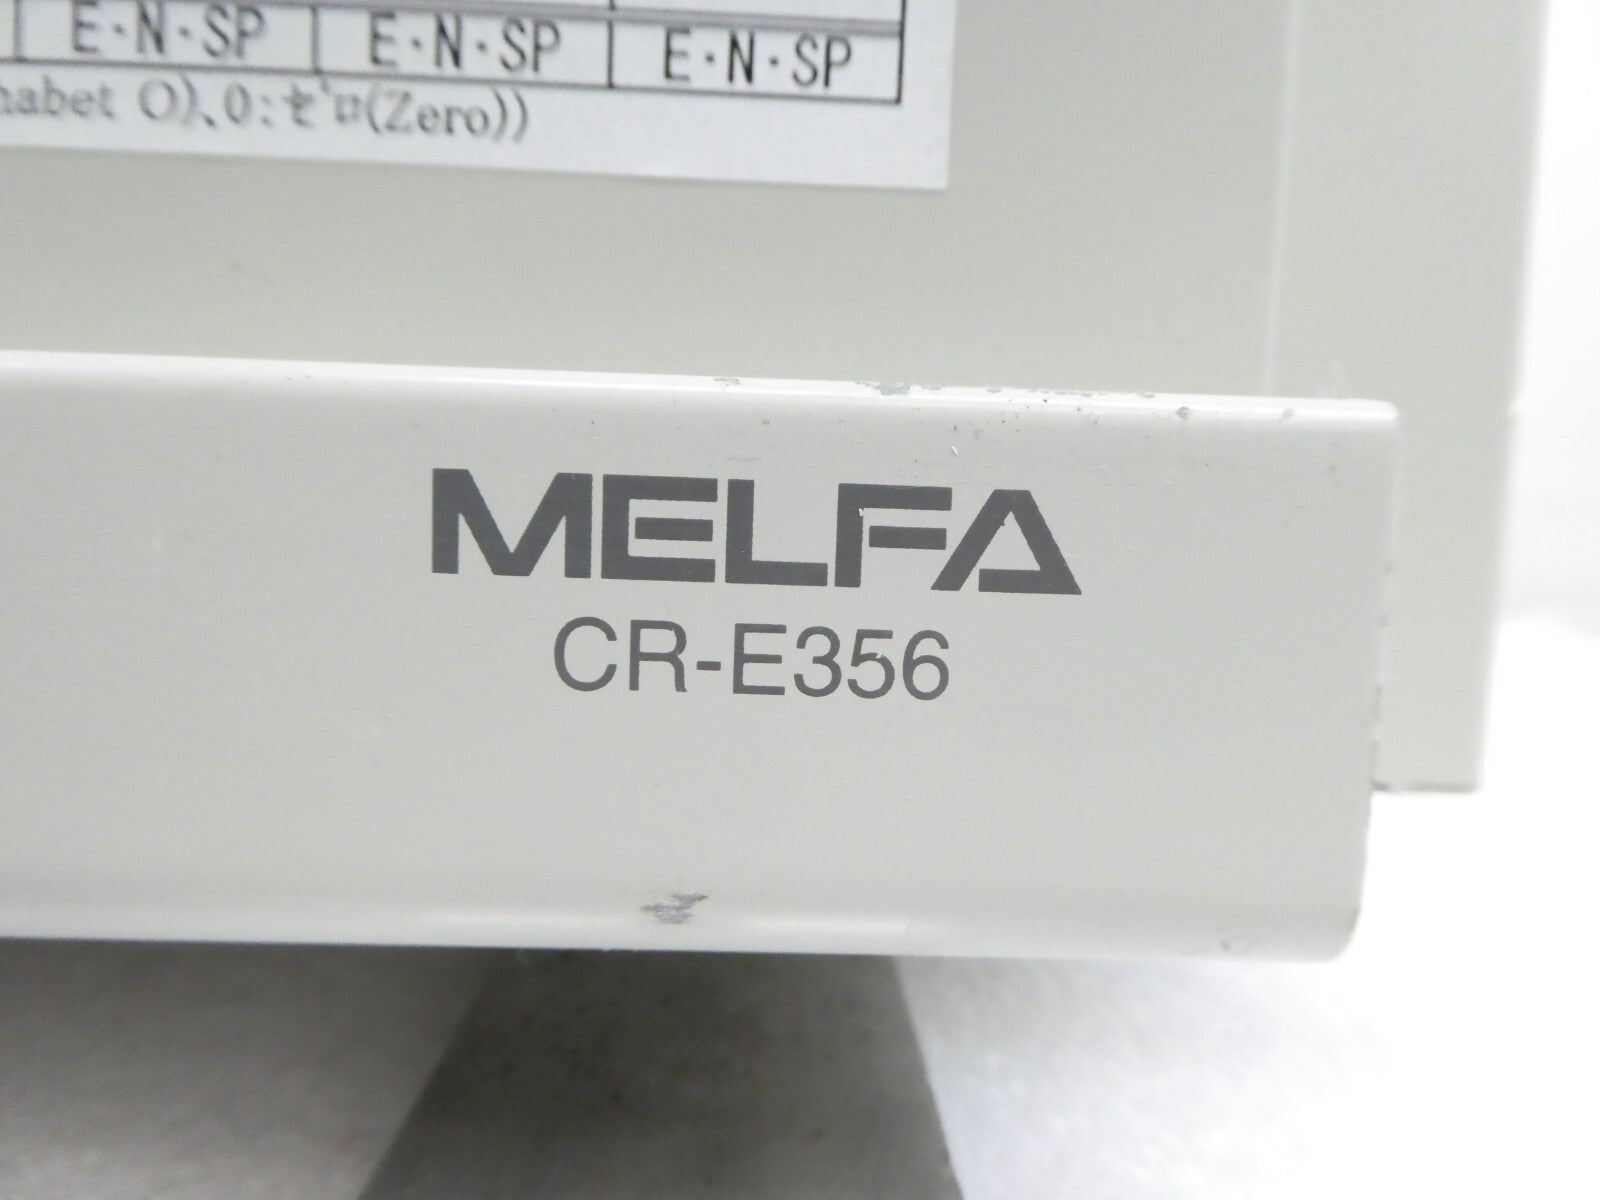 E·N·SP E·N·SP E·N·SP
habet O)、0:ゼロ(Zero))
MELFA
CR-E356